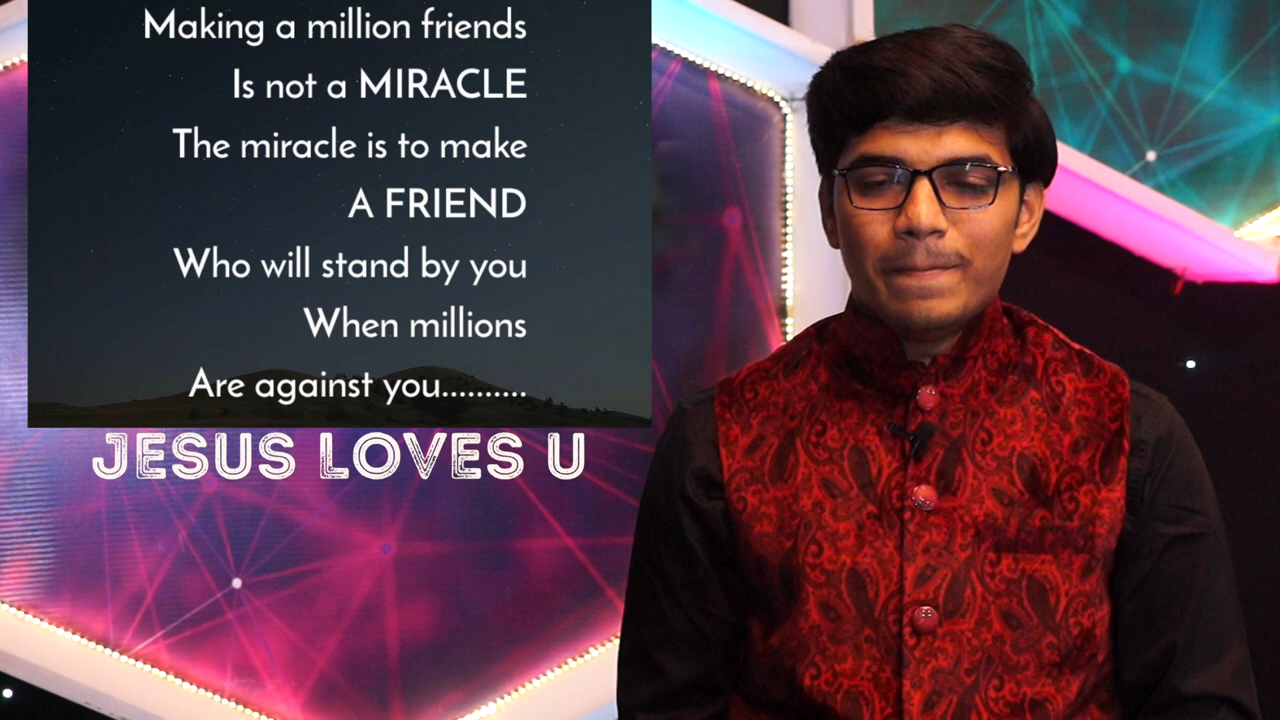 Making a million friends
Is not a MIRACLE
The miracle is to make
A FRIEND
Who will stand by you
When millions
Are against you..........
JESUS LOVES U